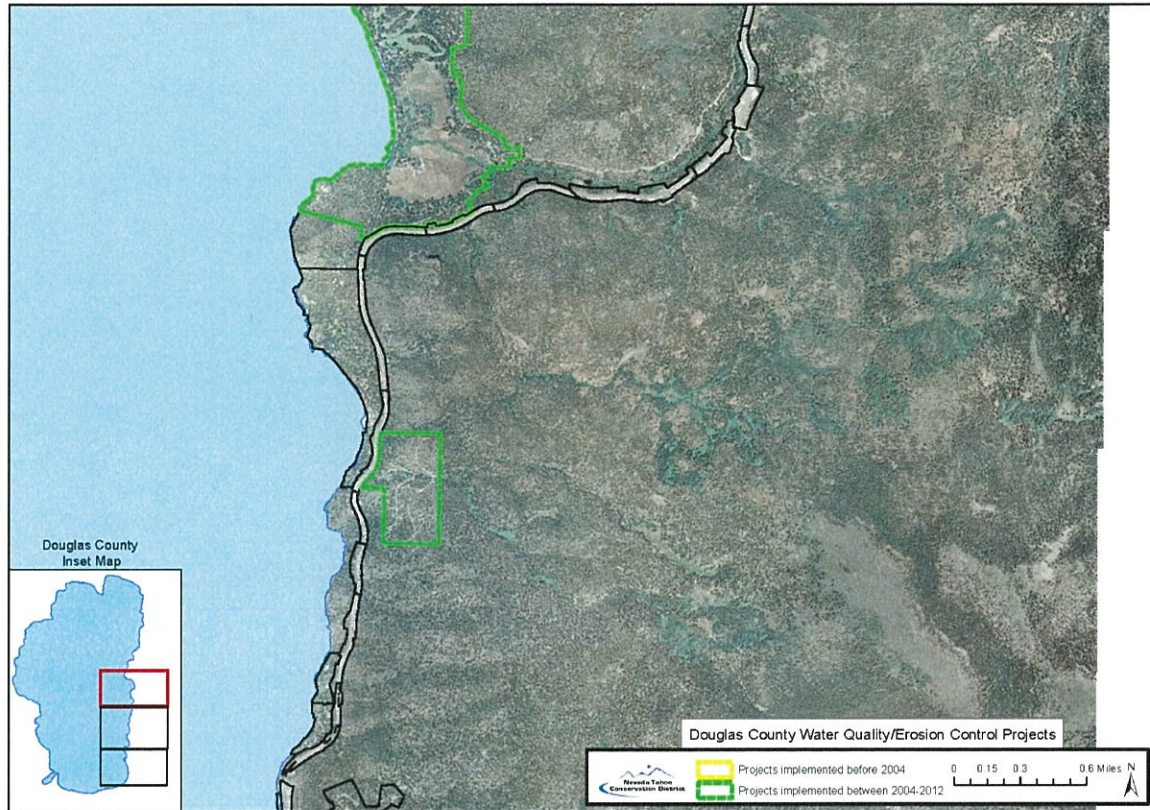 Douglas County
Inset Map
Douglas County Water Quality/Erosion Control Projects
Nevada Tahoe
Conservation District
Projects implemented before 2004
Projects implemented between 2004-2012
0 0.15 0.3 0.6 Miles
N